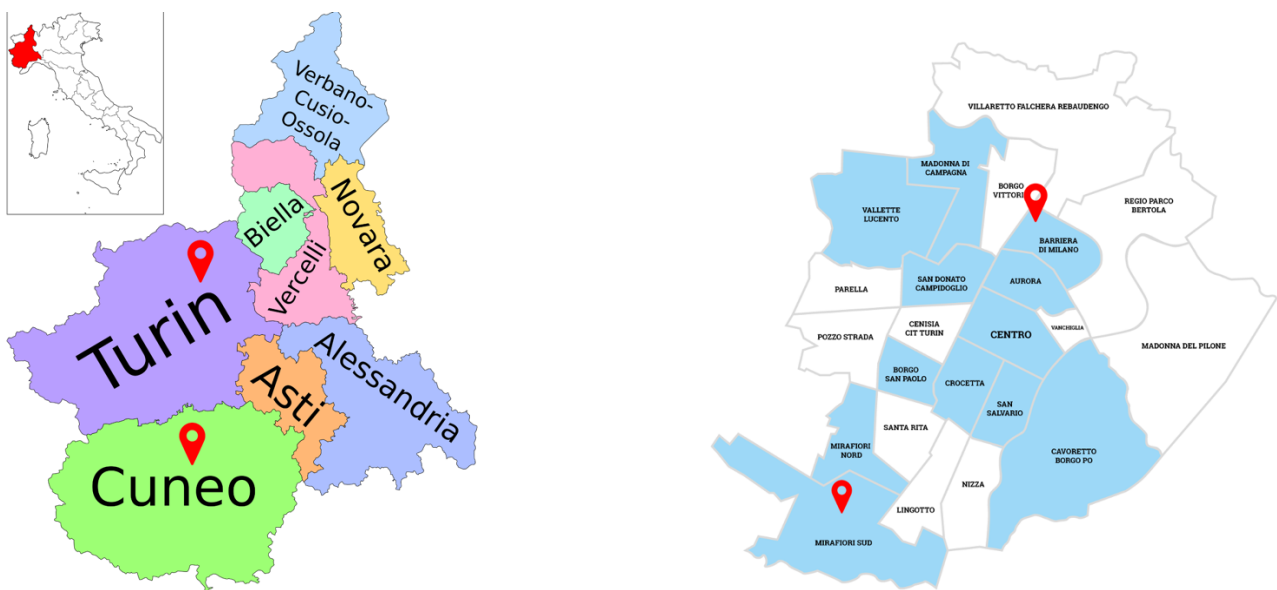 Verbano-
Cusio-
Ossola
Novara
Biella
Vercelli
Turin
Alessandria
Asti
Cuneo
VILLARETTO FALCHERA REBAUDENGO
MADONNA DI
CAMPAGNA
BORGO
VITTORI
REGIO PARCO
BERTOLA
VALLETTE
LUCENTO
BARRIERA
DI MILANO
SAN DONATO
CAMPIDOGLIO
AURORA
PARELLA
CENISIA
CIT TURIN
VANCHIGLIA
POZZO STRADA
CENTRO
MADONNA DEL PILONE
BORGO
SAN PAOLO
CROCETTA
SAN
SALVARIO
SANTA RITA
MIRAFIORI
NORD
CAVORETTO
BORGO PO
NIZZA
LINGOTTO
MIRAFIORI SUD